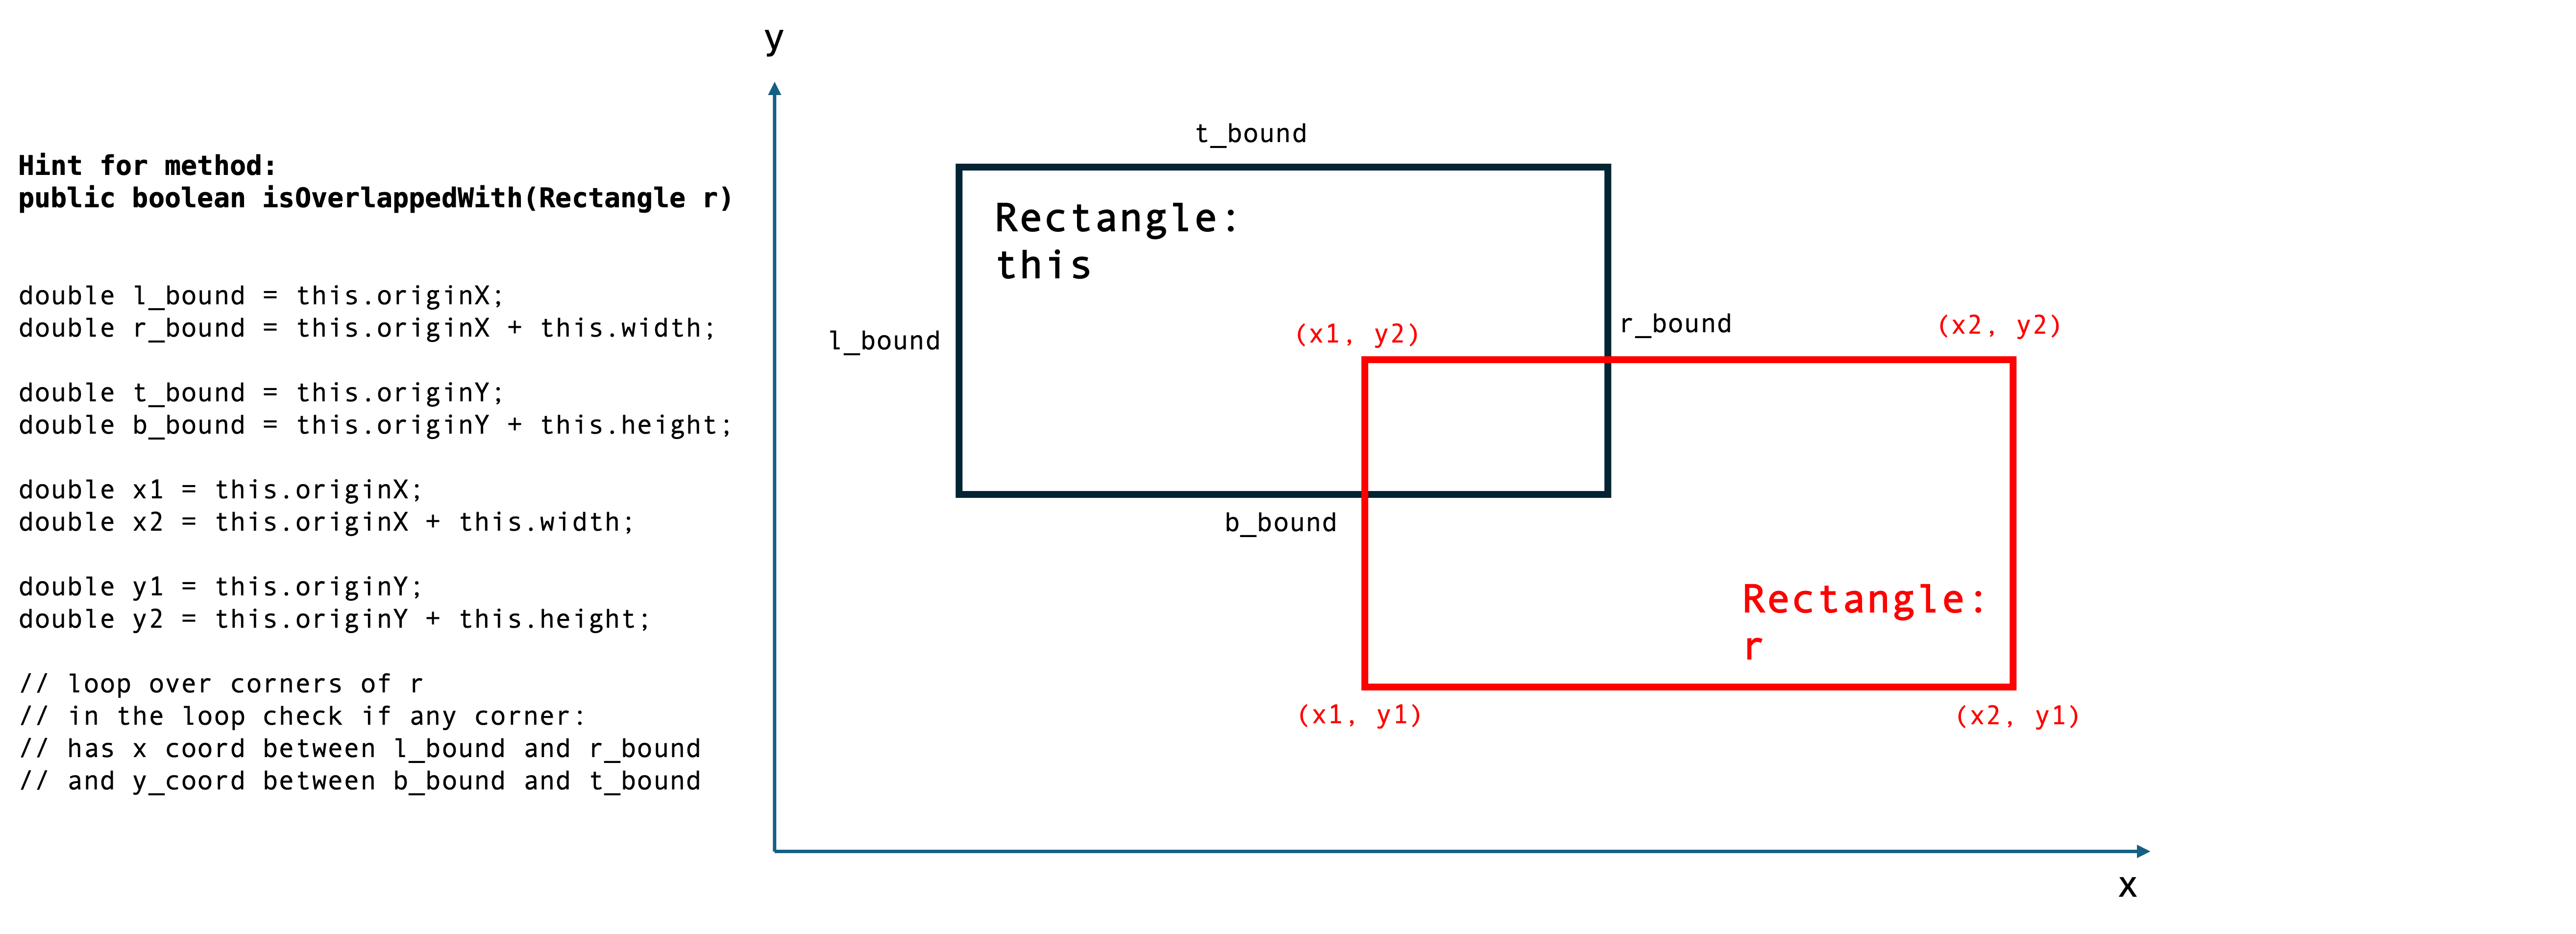 Hint for method:
public boolean isOverlappedWith(Rectangle r)
double l_bound = this.originX;
double r_bound = this.originX + this.width;
double t_bound = this.originY;
double b_bound = this.originY + this.height;
double x1 = this.originX;
double x2 = this.originX + this.width;
double y1 = this.originY;
double y2 = this.originY + this.height;
// loop over corners of r
// in the loop check if any corner:
// has x coord between l_bound and r_bound
// and y_coord between b_bound and t_bound
y
t_bound
Rectangle:
this
l_bound
r_bound
b_bound
(x1, y2)
(x2, y2)
Rectangle:
r
(x1, y1)
(x2, y1)
x